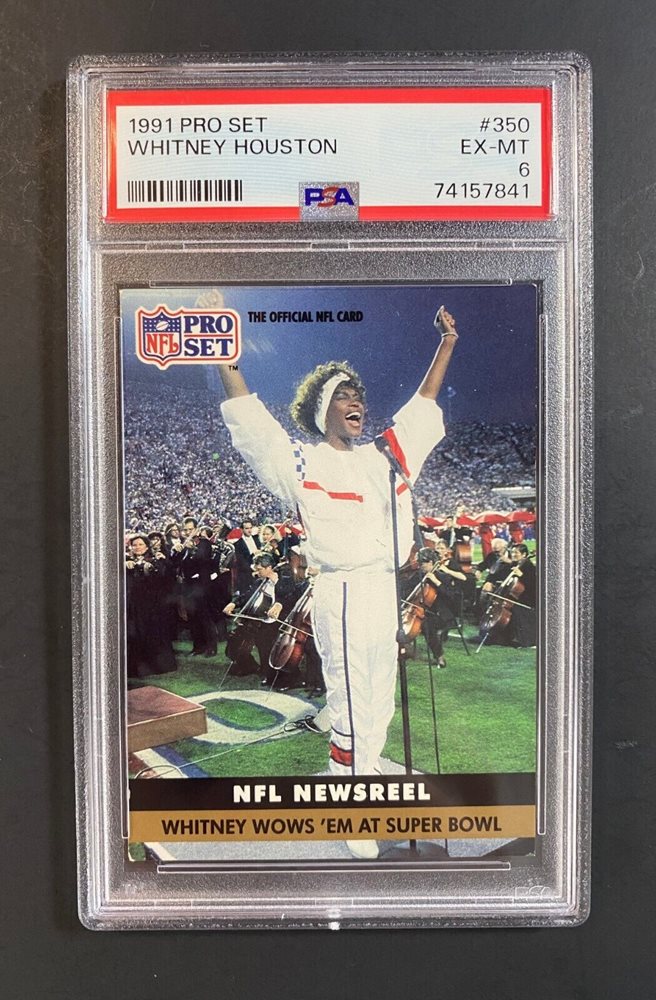 1991 PRO SET #350
WHITNEY HOUSTON EX-MT
6
PSA 74157841
NFL PRO SET TM
THE OFFICIAL NFL CARD
NFL NEWSREEL
WHITNEY WOWS 'EM AT SUPER BOWL